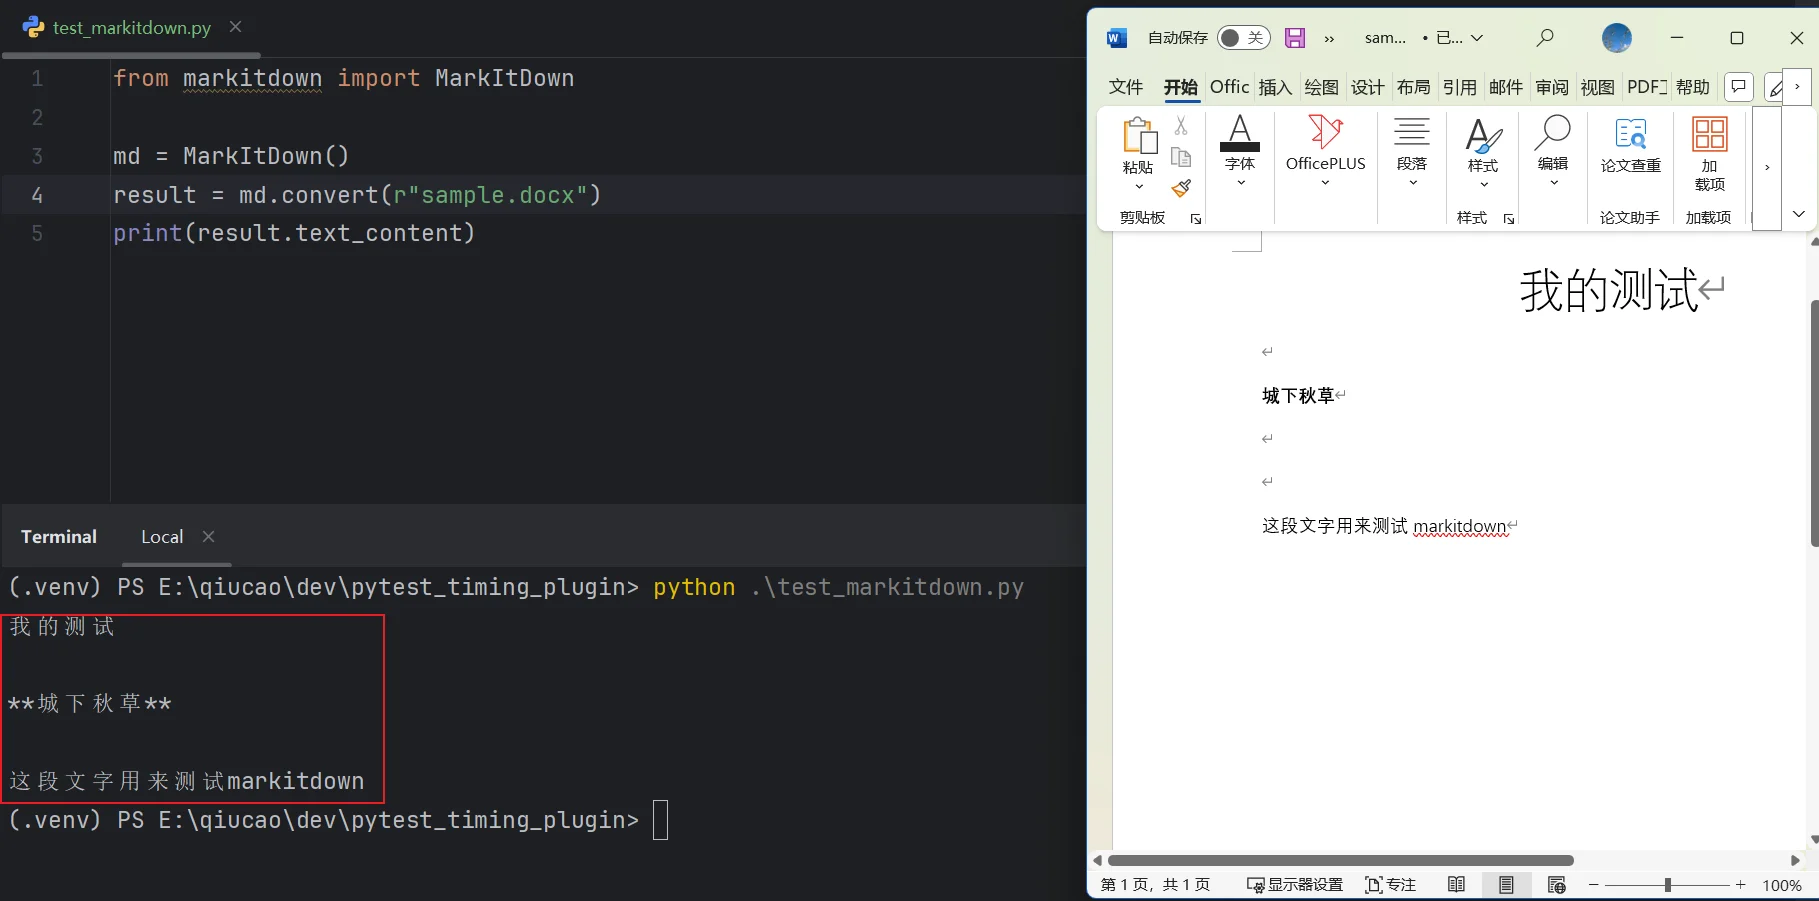 test_markitdown.py
1 from markitdown import MarkItDown
2
3 md = MarkItDown()
4 result = md.convert(r"sample.docx")
5 print(result.text_content)
Terminal Local
(.venv) PS E:\qiucao\dev\pytest_timing_plugin> python .\test_markitdown.py
我的测试
**城下秋草**
这段文字用来测试markitdown
(.venv) PS E:\qiucao\dev\pytest_timing_plugin>
自动保存 关 sam... • 已...
文件 开始 Offic 插入 绘图 设计 布局 引用 邮件 审阅 视图 PDF 帮助
粘贴 字体 OfficePLUS 段落 样式 编辑 论文查重 加载项
剪贴板 样式 论文助手 加载项
我的测试
城下秋草
这段文字用来测试 markitdown
第 1 页，共 1 页 显示器设置 专注 100%